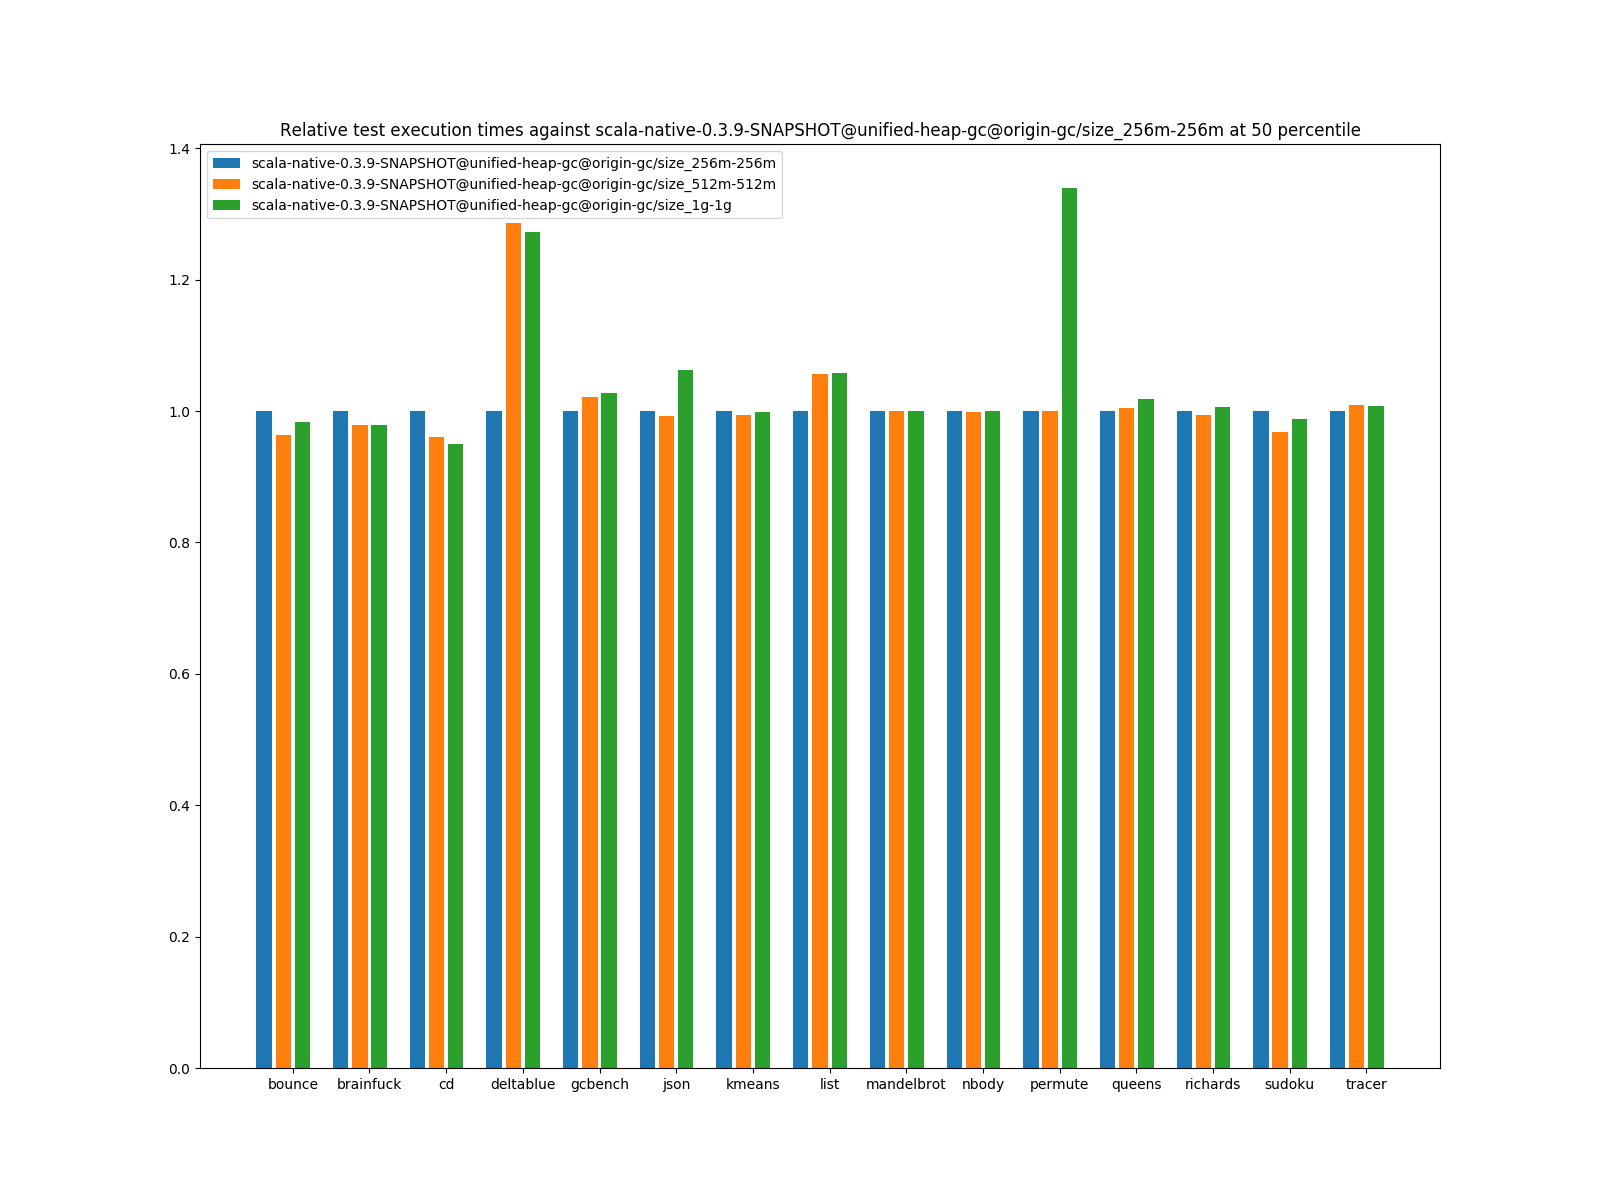 Relative test execution times against scala-native-0.3.9-SNAPSHOT@unified-heap-gc@origin-gc/size_256m-256m at 50 percentile
scala-native-0.3.9-SNAPSHOT@unified-heap-gc@origin-gc/size_256m-256m
scala-native-0.3.9-SNAPSHOT@unified-heap-gc@origin-gc/size_512m-512m
scala-native-0.3.9-SNAPSHOT@unified-heap-gc@origin-gc/size_1g-1g
1.4
1.2
1.0
0.8
0.6
0.4
0.2
0.0
bounce brainfuck cd deltablue gcbench json kmeans list mandelbrot nbody permute queens richards sudoku tracer